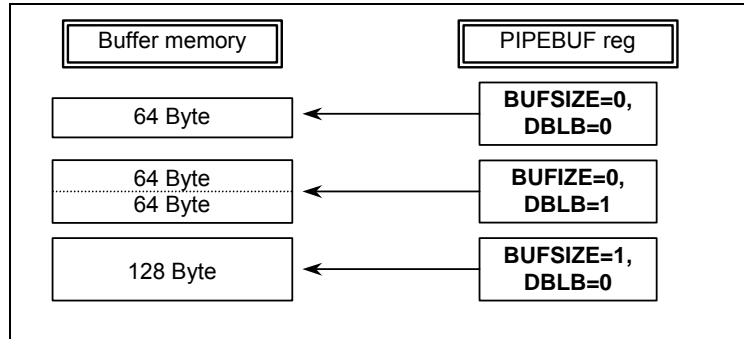 Buffer memory
PIPEBUF reg
64 Byte
BUFSIZE=0,
DBLB=0
64 Byte
64 Byte
BUFIZE=0,
DBLB=1
128 Byte
BUFSIZE=1,
DBLB=0